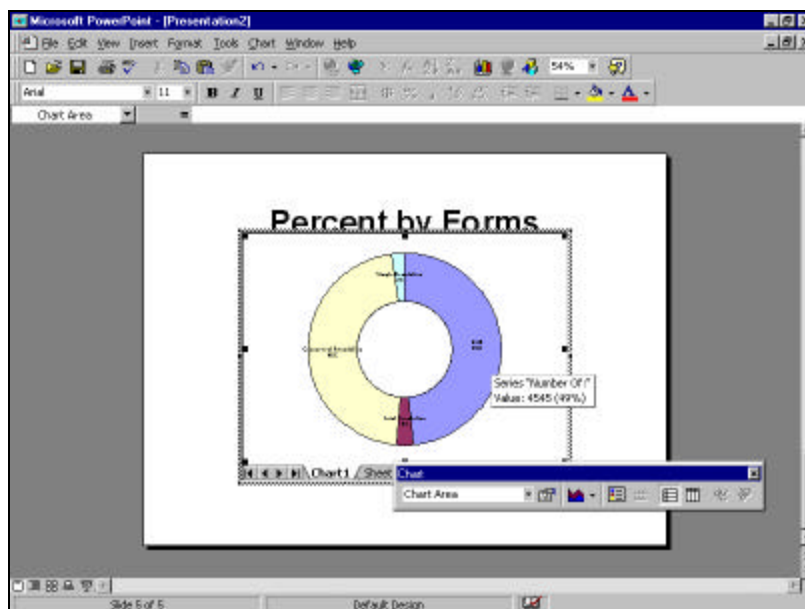 Microsoft PowerPoint - [Presentation2]
File Edit View Insert Format Tools Chart Window Help
54%
Arial 11 B I U
Chart Area =
Percent by Forms
Series "Number Of I"
Value: 4545 (49%)
Chart1 Sheet
Chart
Chart Area
Slide 5 of 5 Default Design